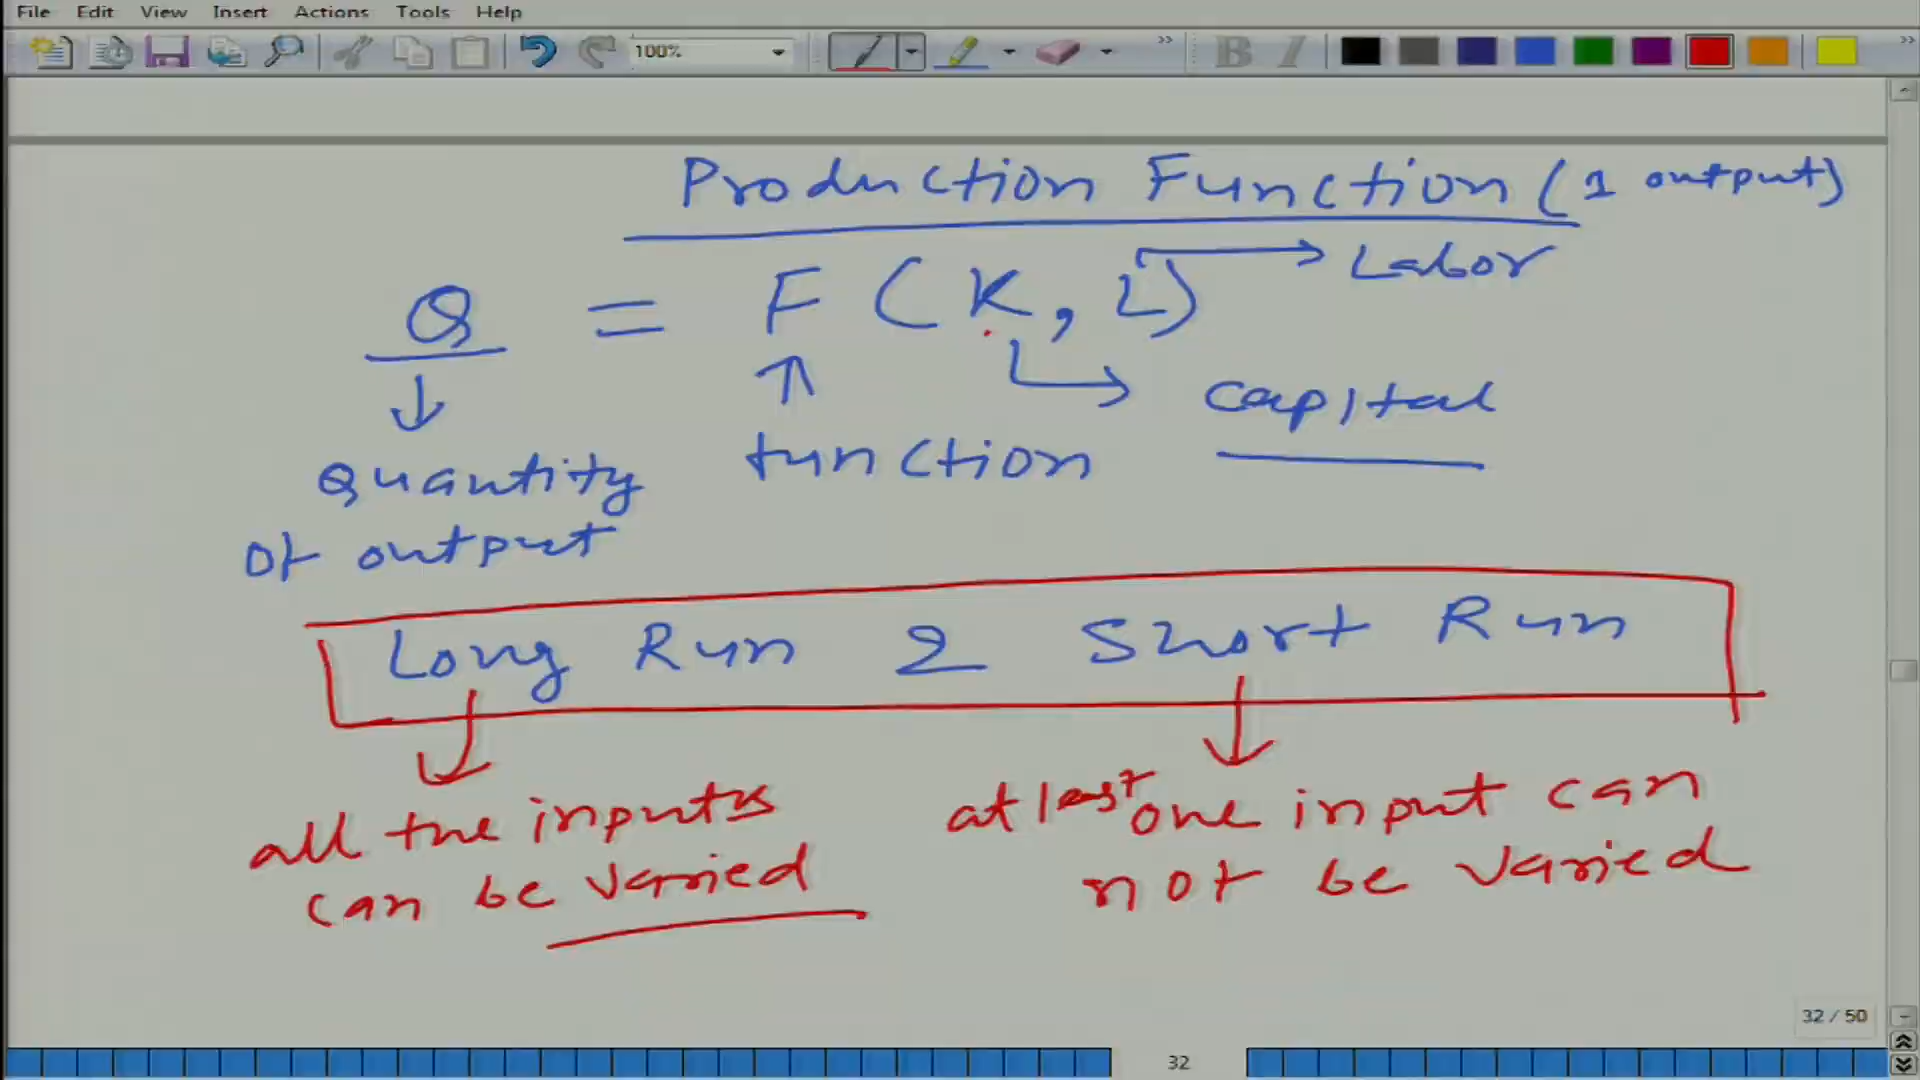 File Edit View Insert Actions Tools Help
100%
B I
Production Function (1 output)
Q = F (K, L) → Labor
↓ ↑ → Capital
Quantity function
of output
Long Run & Short Run
all the inputs at least one input can
can be varied not be varied
32 / 50
32